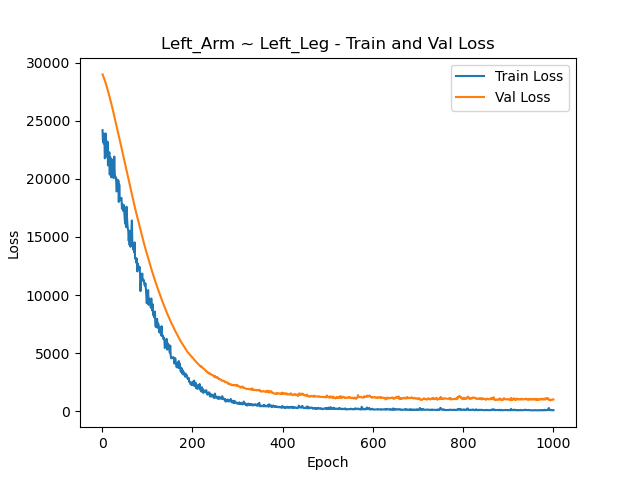 Left_Arm ~ Left_Leg - Train and Val Loss
30000
25000
20000
15000
10000
5000
0
Loss
Train Loss
Val Loss
0
200
400
600
800
1000
Epoch